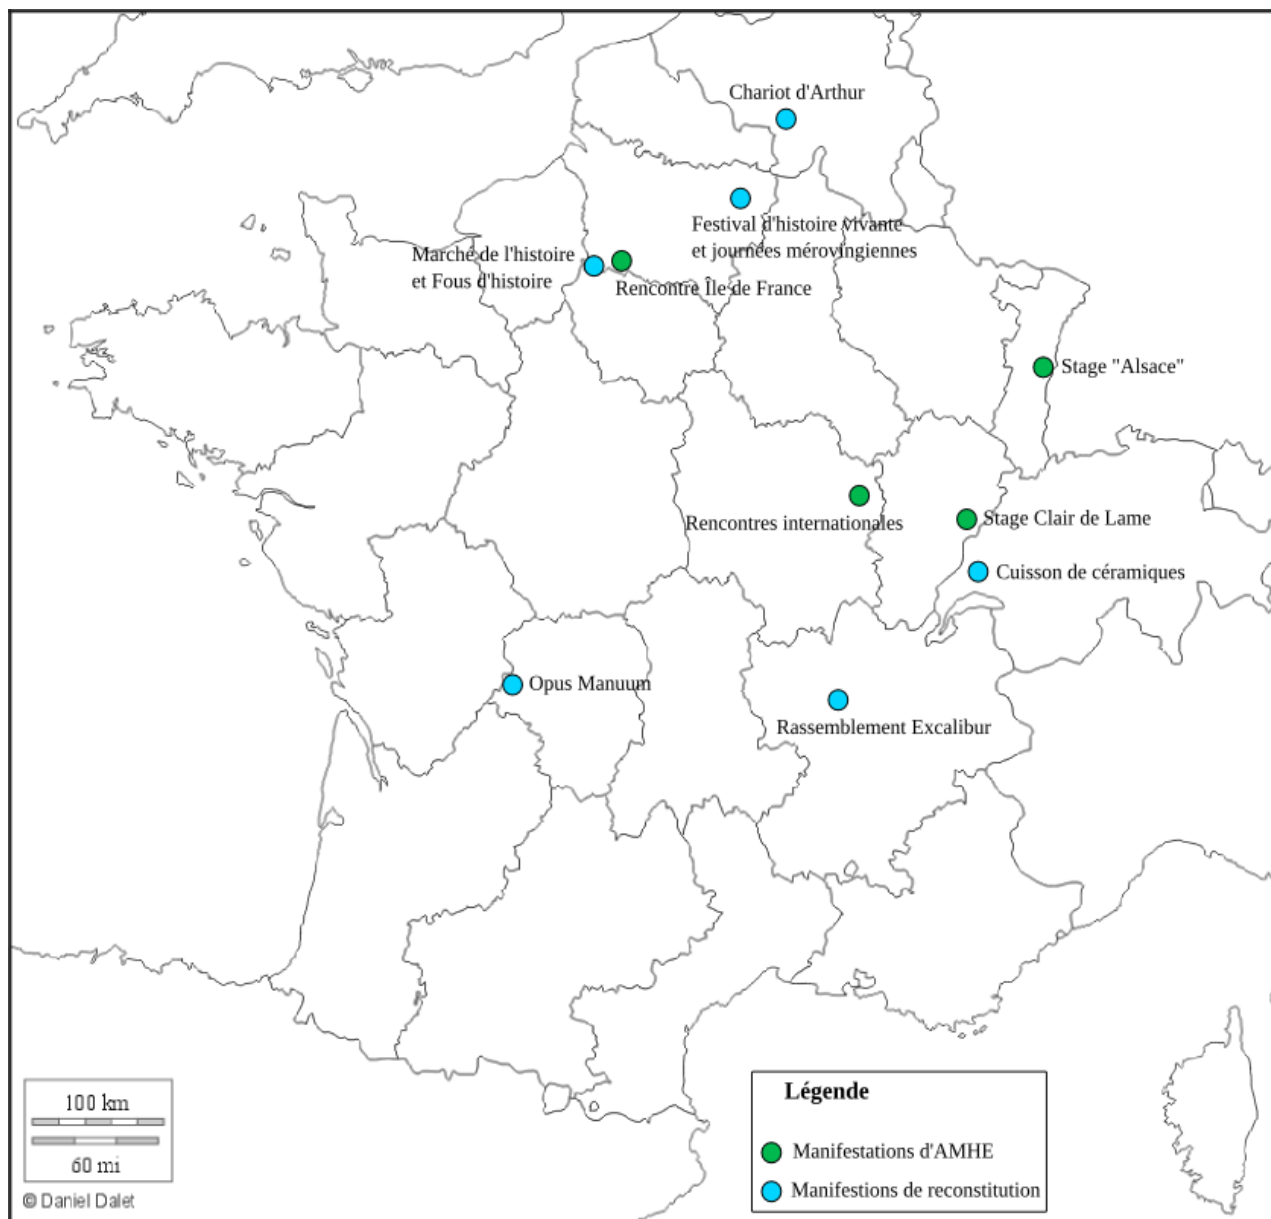 Chariot d'Arthur
Festival d'histoire vivante
et journées mérovingiennes
Marché de l'histoire
et Fous d'histoire
Rencontre Île de France
Stage "Alsace"
Rencontres internationales
Stage Clair de Lame
Cuisson de céramiques
Opus Manuum
Rassemblement Excalibur
100 km
60 mi
© Daniel Dalet
Légende
Manifestations d'AMHE
Manifestions de reconstitution